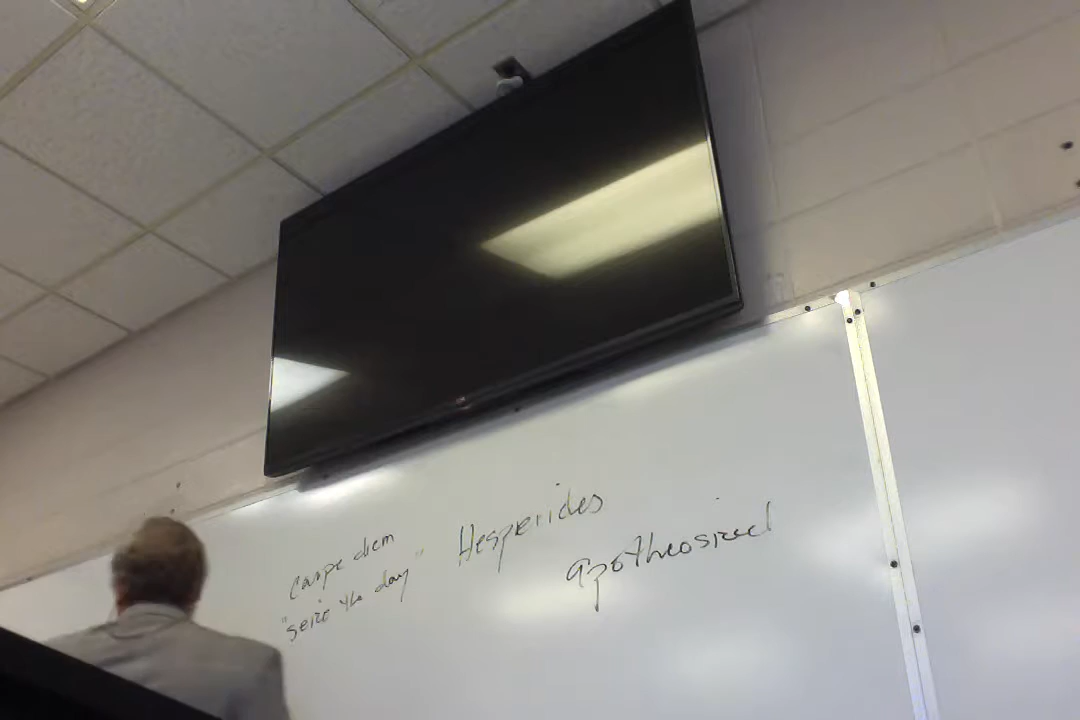 Carpe diem
"seize the day"
Hesperides
apotheosized